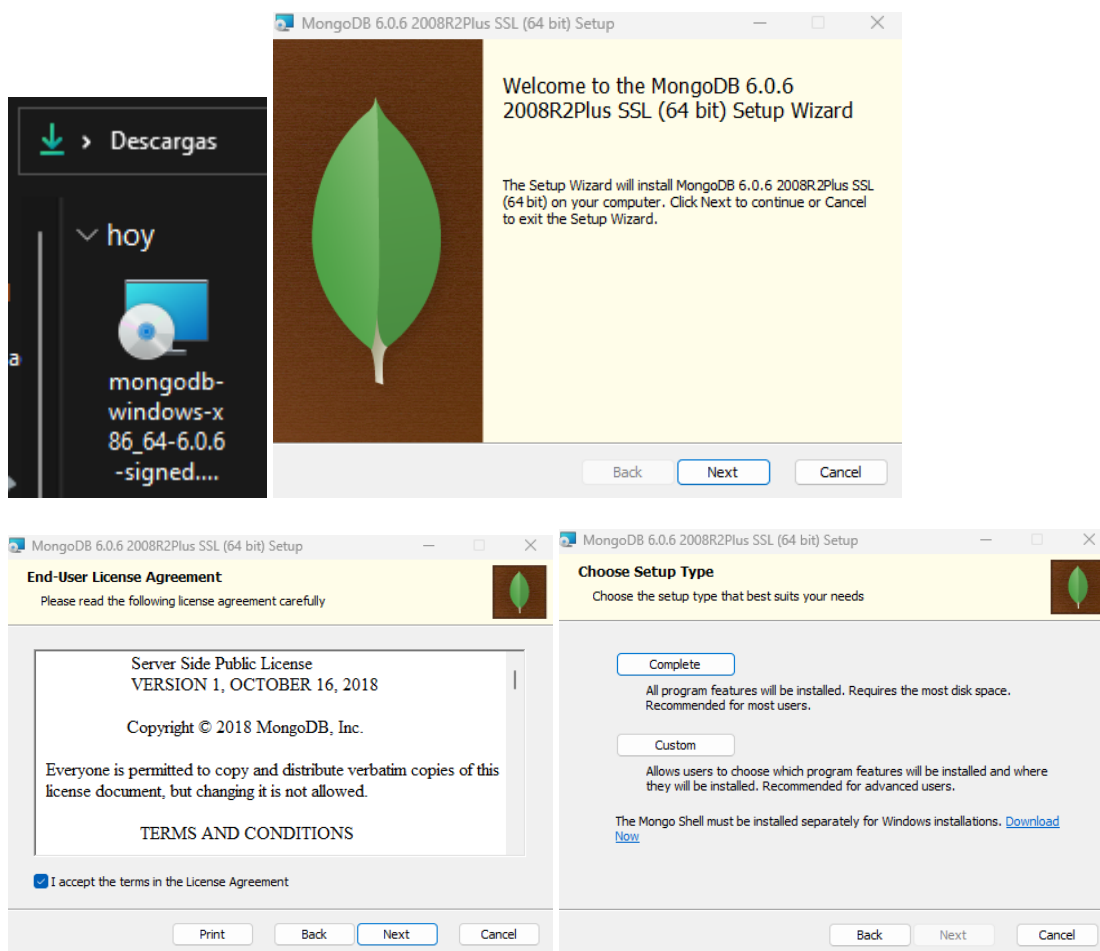 Descargas
hoy
mongodb-
windows-x
86_64-6.0.6
-signed....
MongoDB 6.0.6 2008R2Plus SSL (64 bit) Setup
Welcome to the MongoDB 6.0.6
2008R2Plus SSL (64 bit) Setup Wizard
The Setup Wizard will install MongoDB 6.0.6 2008R2Plus SSL
(64 bit) on your computer. Click Next to continue or Cancel
to exit the Setup Wizard.
Back
Next
Cancel
MongoDB 6.0.6 2008R2Plus SSL (64 bit) Setup
End-User License Agreement
Please read the following license agreement carefully
Server Side Public License
VERSION 1, OCTOBER 16, 2018
Copyright © 2018 MongoDB, Inc.
Everyone is permitted to copy and distribute verbatim copies of this
license document, but changing it is not allowed.
TERMS AND CONDITIONS
I accept the terms in the License Agreement
Print
Back
Next
Cancel
MongoDB 6.0.6 2008R2Plus SSL (64 bit) Setup
Choose Setup Type
Choose the setup type that best suits your needs
Complete
All program features will be installed. Requires the most disk space.
Recommended for most users.
Custom
Allows users to choose which program features will be installed and where
they will be installed. Recommended for advanced users.
The Mongo Shell must be installed separately for Windows installations. Download
Now
Back
Next
Cancel